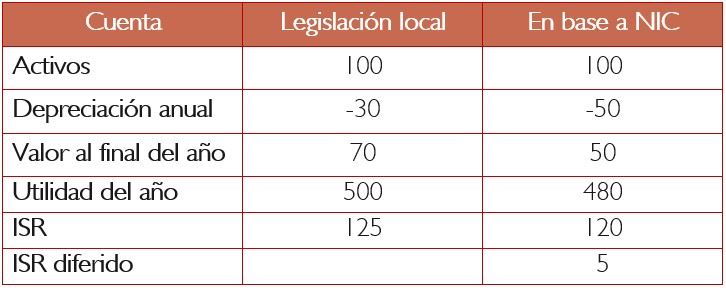 Cuenta Legislación local En base a NIC
Activos 100 100
Depreciación anual -30 -50
Valor al final del año 70 50
Utilidad del año 500 480
ISR 125 120
ISR diferido 5